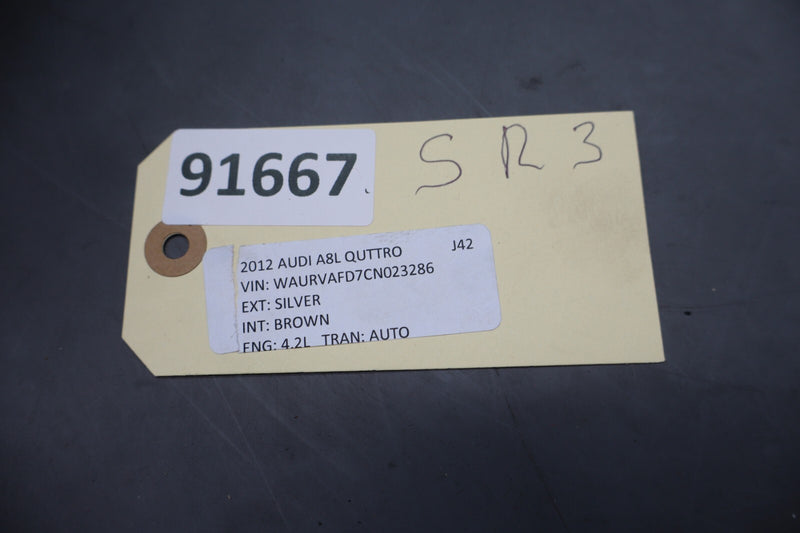 91667
S R 3
2012 AUDI A8L QUTTRO J42
VIN: WAURVAFD7CN023286
EXT: SILVER
INT: BROWN
ENG: 4.2L TRAN: AUTO